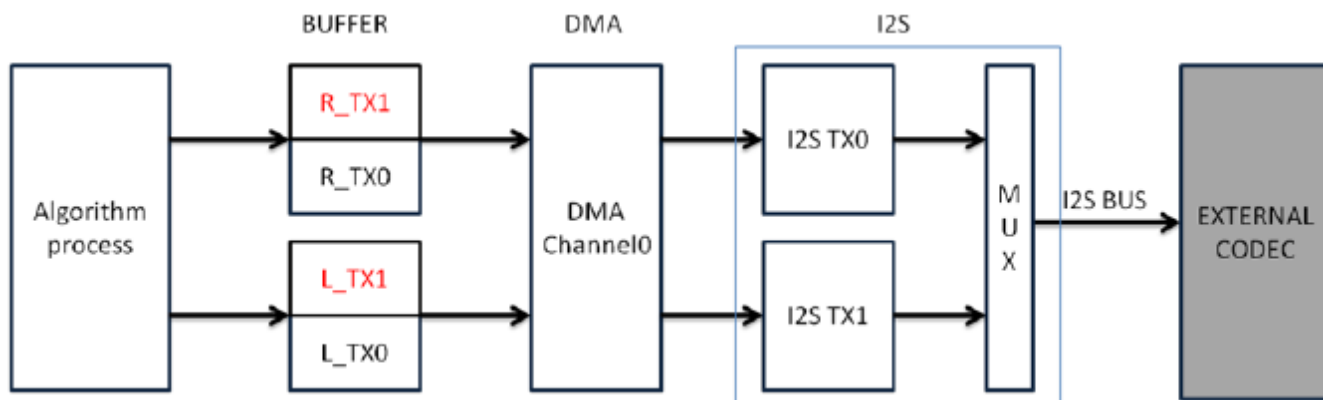 BUFFER
DMA
I2S
Algorithm
process
R_TX1
R_TX0
L_TX1
L_TX0
DMA
Channel0
I2S TX0
I2S TX1
M
U
X
I2S BUS
EXTERNAL
CODEC